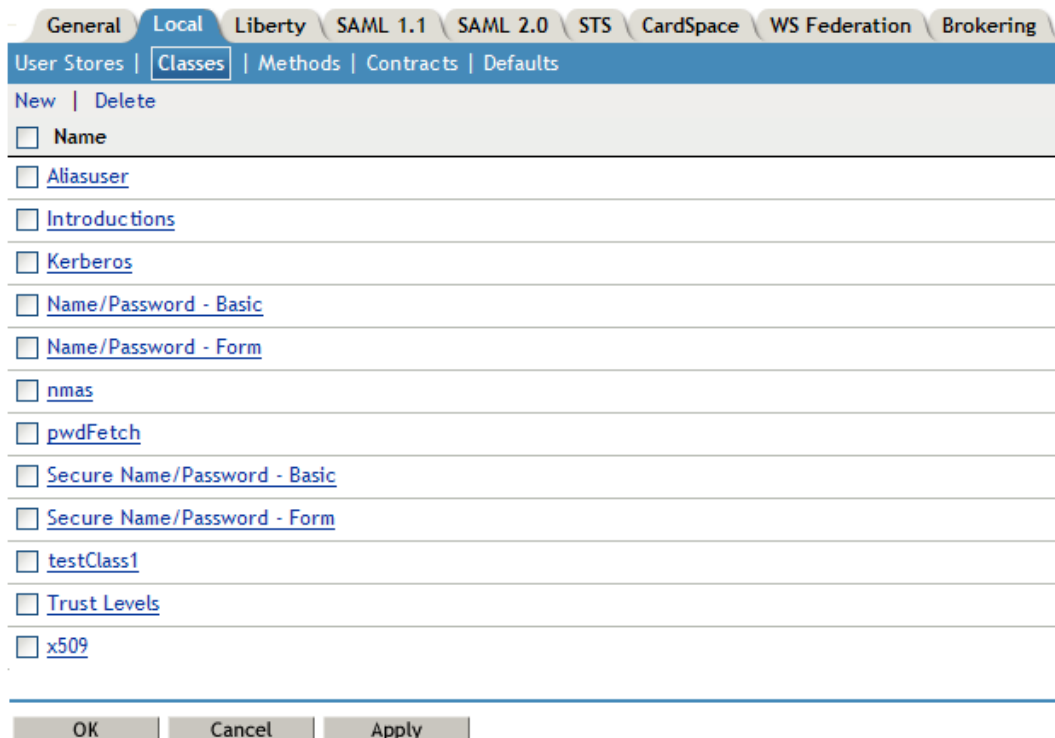 General Local Liberty SAML 1.1 SAML 2.0 STS CardSpace WS Federation Brokering
User Stores | Classes | Methods | Contracts | Defaults
New | Delete
Name
Aliasuser
Introductions
Kerberos
Name/Password - Basic
Name/Password - Form
nmas
pwdFetch
Secure Name/Password - Basic
Secure Name/Password - Form
testClass1
Trust Levels
x509
OK Cancel Apply